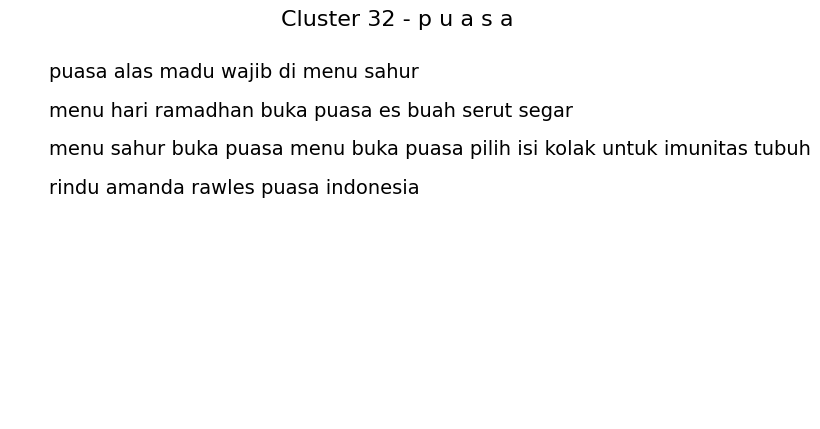 Cluster 32 - p u a s a
puasa alas madu wajib di menu sahur
menu hari ramadhan buka puasa es buah serut segar
menu sahur buka puasa menu buka puasa pilih isi kolak untuk imunitas tubuh
rindu amanda rawles puasa indonesia